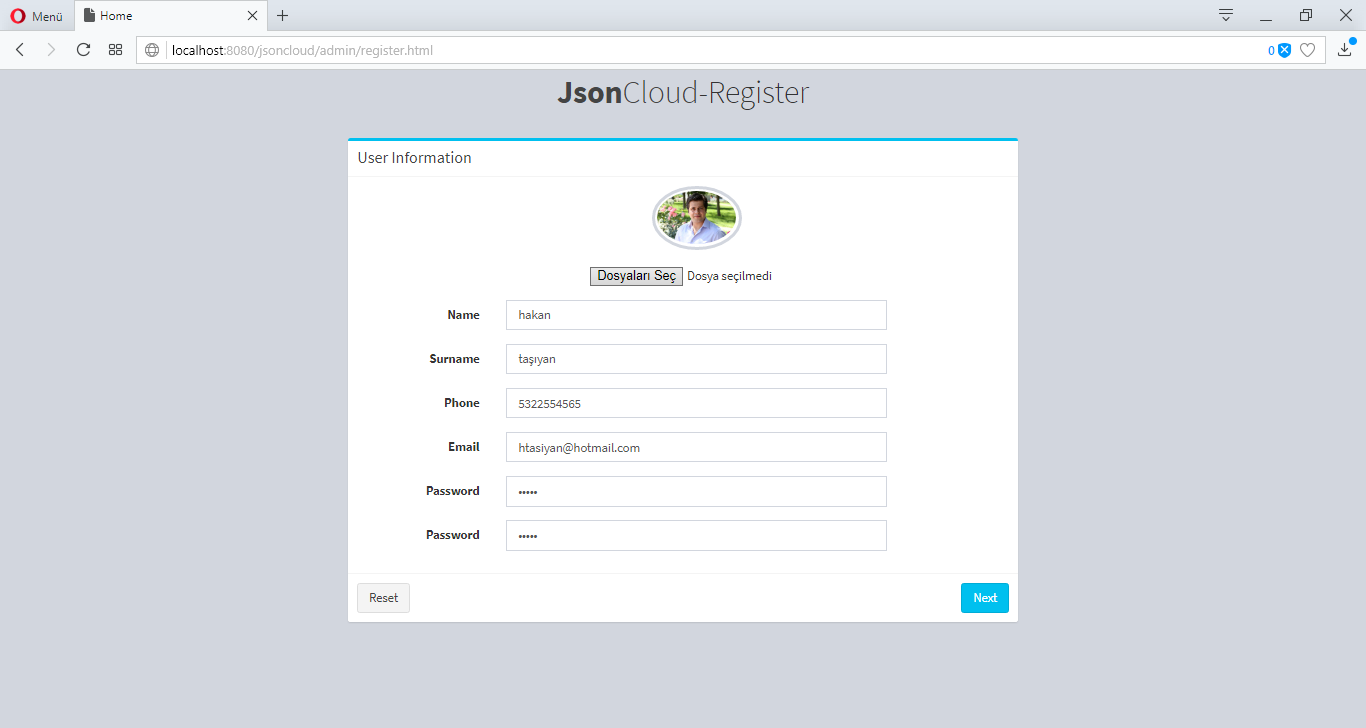 Menü
Home
localhost:8080/jsoncloud/admin/register.html
0
JsonCloud-Register
User Information
Dosyaları Seç Dosya seçilmedi
Name hakan
Surname taşıyan
Phone 5322554565
Email htasiyan@hotmail.com
Password •••••
Password •••••
Reset Next